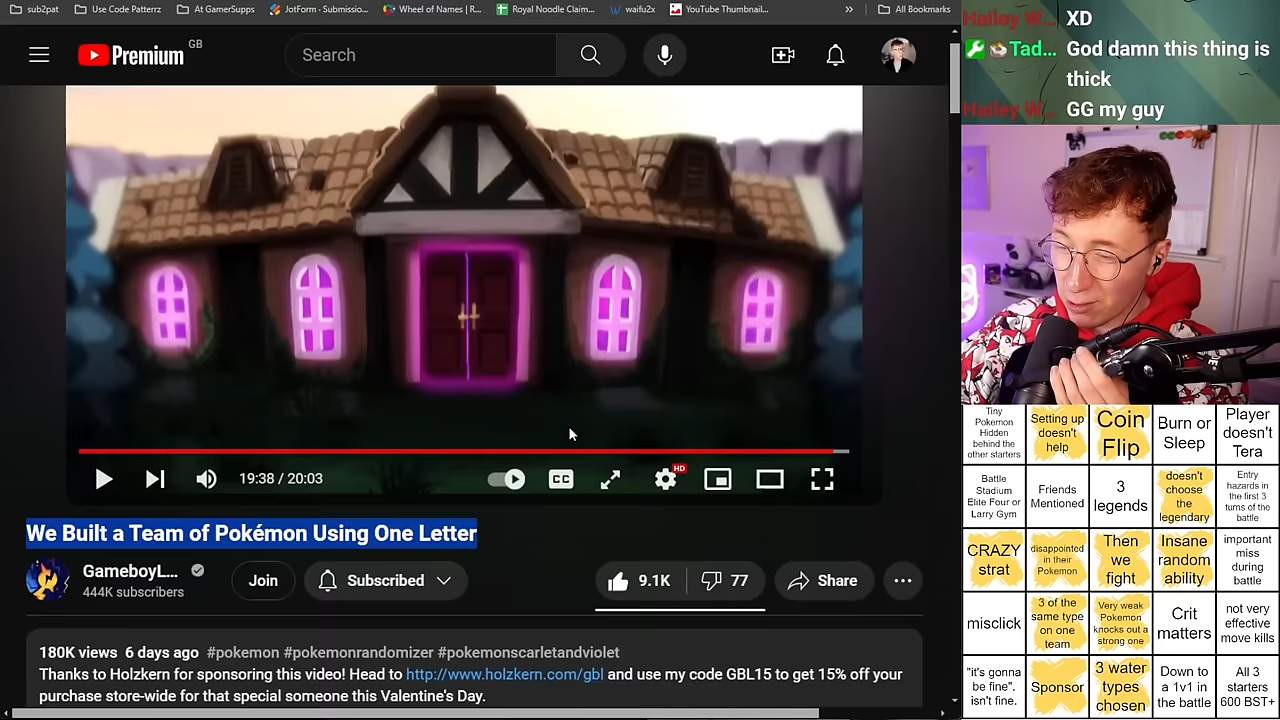 sub2pat
Use Code Patterrz
At GamerSupps
JotForm - Submissio...
Wheel of Names | R...
Royal Noodle Claim...
waifu2x
YouTube Thumbnail...
»
All Bookmarks
Premium GB
Search
19:38 / 20:03
CC
HD
We Built a Team of Pokémon Using One Letter
GameboyL...
444K subscribers
Join
Subscribed
9.1K
77
Share
180K views 6 days ago #pokemon #pokemonrandomizer #pokemonscarletandviolet
Thanks to Holzkern for sponsoring this video! Head to http://www.holzkern.com/gbl and use my code GBL15 to get 15% off your
purchase store-wide for that special someone this Valentine's Day.
Hailey W... XD
Tad... God damn this thing is
thick
Hailey W... GG my guy
Tiny
Pokemon
Hidden
behind the
other starters
Setting up
doesn't
help
Coin
Flip
Burn or
Sleep
Player
doesn't
Tera
Battle
Stadium
Elite Four or
Larry Gym
Friends
Mentioned
3
legends
doesn't
choose
the
legendary
Entry
hazards in
the first 3
turns of the
battle
CRAZY
strat
disappointed
in their
Pokemon
Then
we
fight
Insane
random
ability
important
miss
during
battle
misclick
3 of the
same type
on one
team
Very weak
Pokemon
knocks out a
strong one
Crit
matters
not very
effective
move kills
"it's gonna
be fine".
isn't fine.
Sponsor
3 water
types
chosen
Down to
a 1v1 in
the battle
All 3
starters
600 BST+